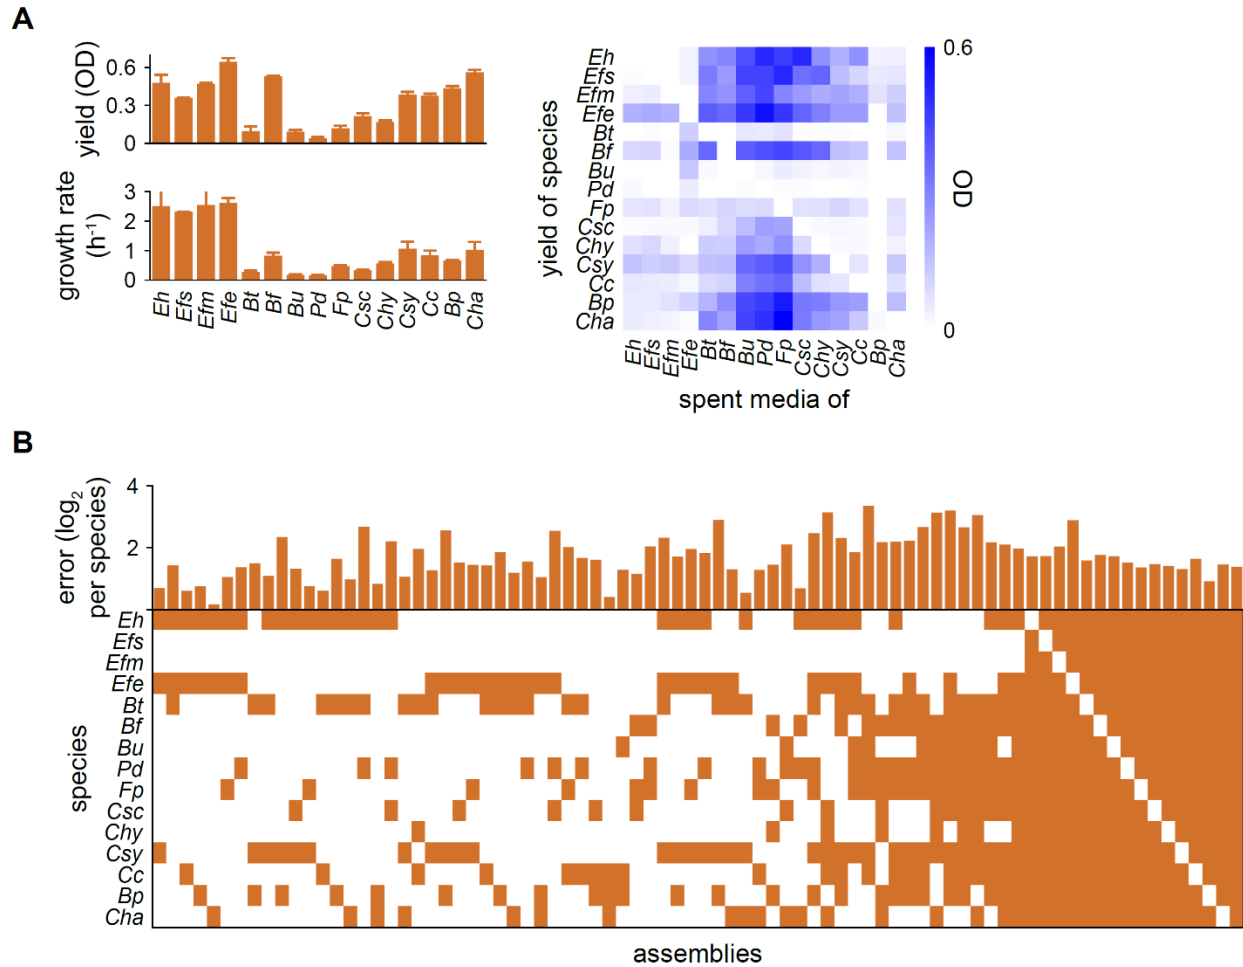 A
yield (OD)
0.6
0.3
0
growth rate
(h⁻¹)
3
2
1
0
Eh
Efs
Efm
Efe
Bt
Bf
Bu
Pd
Fp
Csc
Chy
Csy
Cc
Bp
Cha
yield of species
Eh
Efs
Efm
Efe
Bt
Bf
Bu
Pd
Fp
Csc
Chy
Csy
Cc
Bp
Cha
Eh
Efs
Efm
Efe
Bt
Bf
Bu
Pd
Fp
Csc
Chy
Csy
Cc
Bp
Cha
spent media of
0.6
OD
0
B
error (log₂
per species)
4
2
species
Eh
Efs
Efm
Efe
Bt
Bf
Bu
Pd
Fp
Csc
Chy
Csy
Cc
Bp
Cha
assemblies